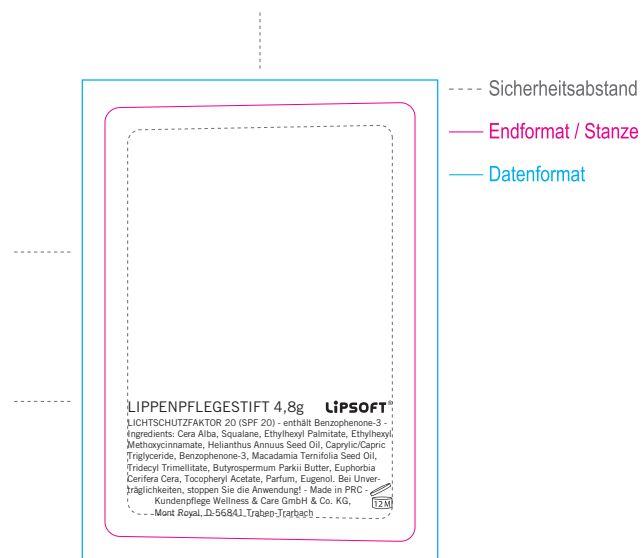 Sicherheitsabstand
Endformat / Stanze
Datenformat
LIPPENPFLEGESTIFT 4,8g LiPSOFT®
LICHTSCHUTZFAKTOR 20 (SPF 20) - enthält Benzophenone-3 -
Ingredients: Cera Alba, Squalane, Ethylhexyl Palmitate, Ethylhexyl
Methoxycinnamate, Helianthus Annuus Seed Oil, Caprylic/Capric
Triglyceride, Benzophenone-3, Macadamia Ternifolia Seed Oil,
Tridecyl Trimellitate, Butyrospermum Parkii Butter, Euphorbia
Cerifera Cera, Tocopheryl Acetate, Parfum, Eugenol. Bei Unver-
träglichkeiten, stoppen Sie die Anwendung! - Made in PRC -
Kundenpflege Wellness & Care GmbH & Co. KG,
Mont Royal, D-56841 Traben-Trarbach
12 M